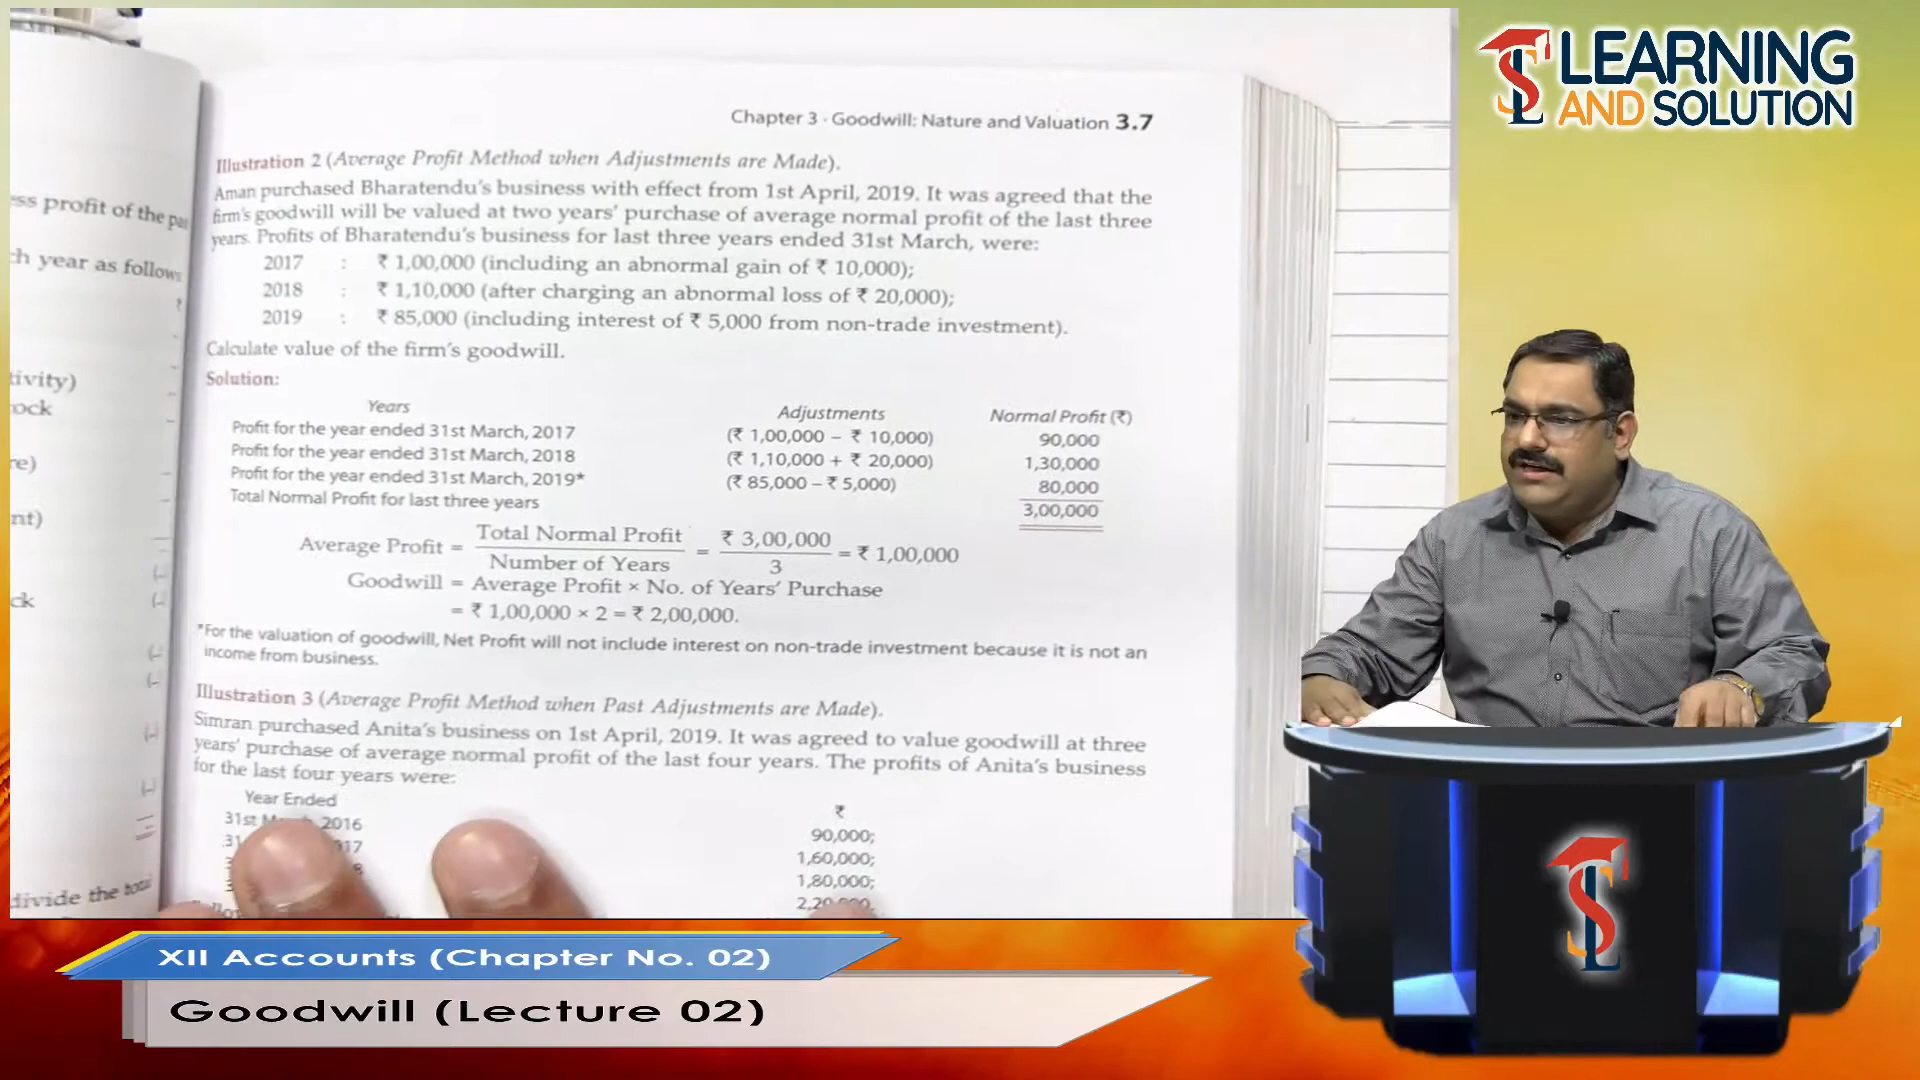 LEARNING
AND SOLUTION
Chapter 3 · Goodwill: Nature and Valuation 3.7
Illustration 2 (Average Profit Method when Adjustments are Made).
Aman purchased Bharatendu's business with effect from 1st April, 2019. It was agreed that the
firm's goodwill will be valued at two years' purchase of average normal profit of the last three
years. Profits of Bharatendu's business for last three years ended 31st March, were:
2017 : ₹ 1,00,000 (including an abnormal gain of ₹ 10,000);
2018 : ₹ 1,10,000 (after charging an abnormal loss of ₹ 20,000);
2019 : ₹ 85,000 (including interest of ₹ 5,000 from non-trade investment).
Calculate value of the firm's goodwill.
Solution:
Years Adjustments Normal Profit (₹)
Profit for the year ended 31st March, 2017 (₹ 1,00,000 – ₹ 10,000) 90,000
Profit for the year ended 31st March, 2018 (₹ 1,10,000 + ₹ 20,000) 1,30,000
Profit for the year ended 31st March, 2019* (₹ 85,000 – ₹ 5,000) 80,000
Total Normal Profit for last three years 3,00,000
Average Profit = Total Normal Profit / Number of Years = ₹ 3,00,000 / 3 = ₹ 1,00,000
Goodwill = Average Profit × No. of Years' Purchase
= ₹ 1,00,000 × 2 = ₹ 2,00,000.
*For the valuation of goodwill, Net Profit will not include interest on non-trade investment because it is not an
income from business.
Illustration 3 (Average Profit Method when Past Adjustments are Made).
Simran purchased Anita's business on 1st April, 2019. It was agreed to value goodwill at three
years' purchase of average normal profit of the last four years. The profits of Anita's business
for the last four years were:
Year Ended ₹
31st 2016 90,000;
1,60,000;
1,80,000;
profit of the
year as follows
divide the
XII Accounts (Chapter No. 02)
Goodwill (Lecture 02)